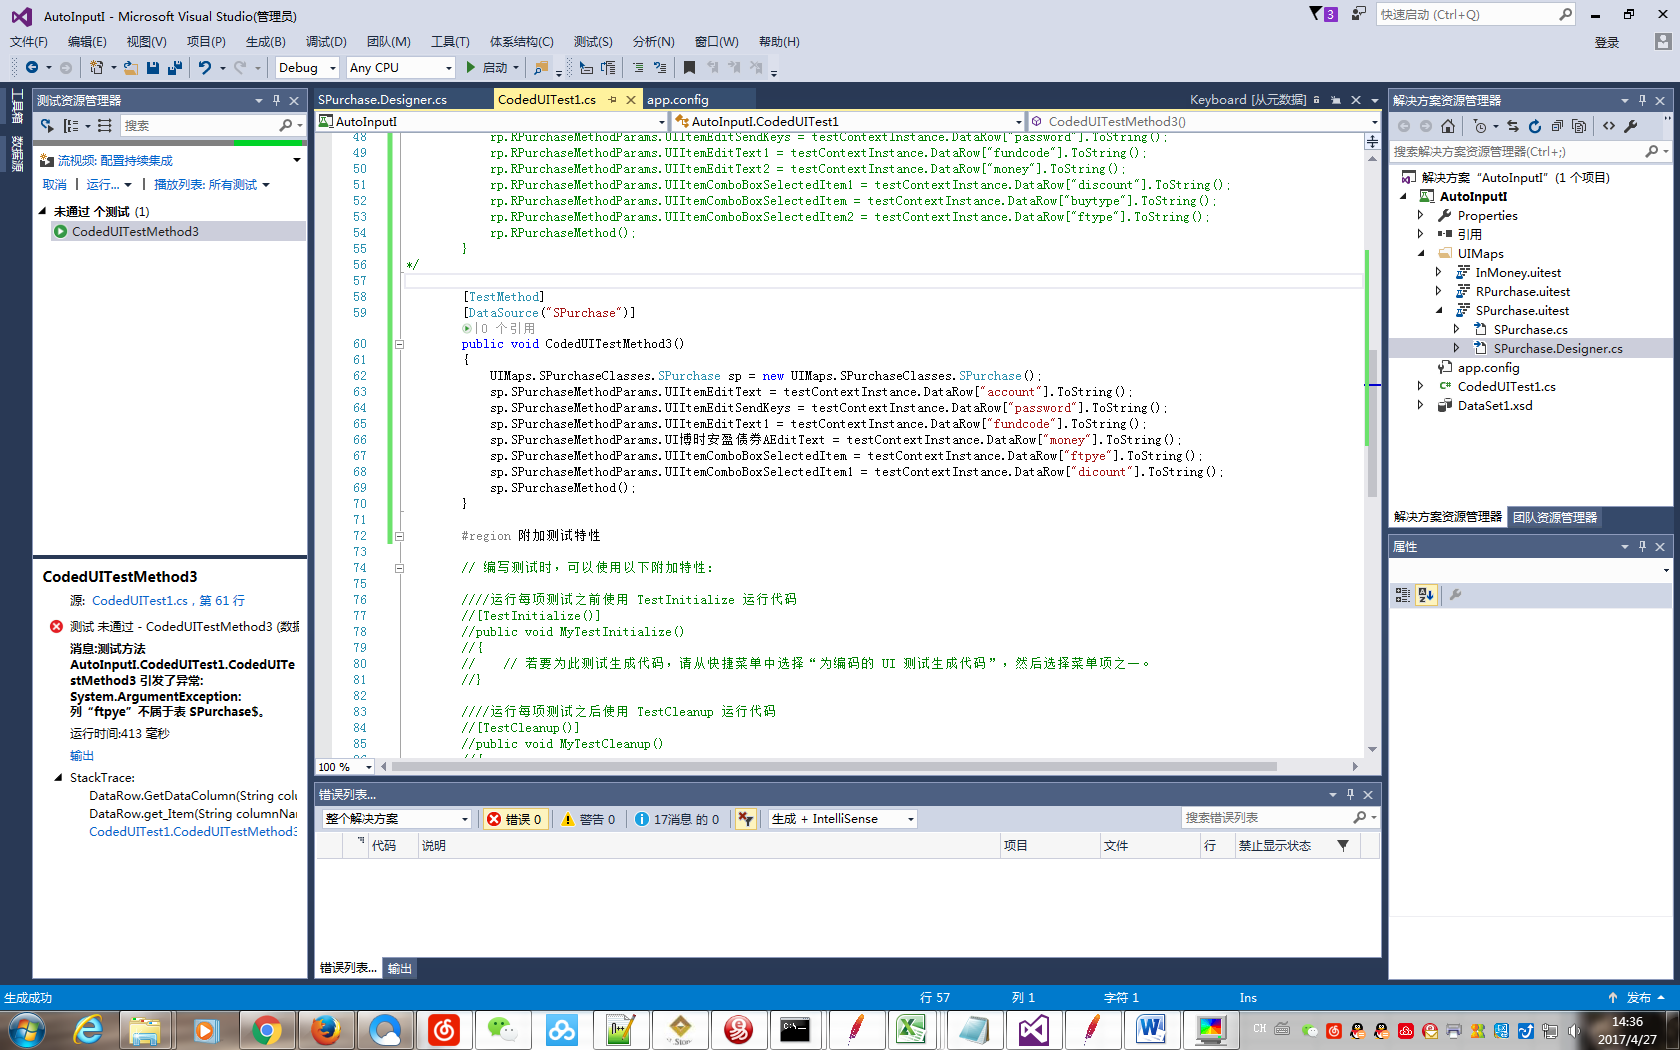 AutoInputI - Microsoft Visual Studio(管理员)
3
快速启动 (Ctrl+Q)
文件(F) 编辑(E) 视图(V) 项目(P) 生成(B) 调试(D) 团队(M) 工具(T) 体系结构(C) 测试(S) 分析(N) 窗口(W) 帮助(H)
登录
Debug Any CPU 启动
工具箱
数据源
测试资源管理器
搜索
流视频: 配置持续集成
取消 | 运行... | 播放列表: 所有测试
未通过 个测试 (1)
CodedUITestMethod3
CodedUITestMethod3
源: CodedUITest1.cs，第 61 行
测试 未通过 - CodedUITestMethod3 (数据
消息:测试方法
AutoInputI.CodedUITest1.CodedUITe
stMethod3 引发了异常:
System.ArgumentException:
列“ftpye”不属于表 SPurchase$。
运行时间:413 毫秒
输出
StackTrace:
DataRow.GetDataColumn(String colu
DataRow.get_Item(String columnNa
CodedUITest1.CodedUITestMethod3
SPurchase.Designer.cs CodedUITest1.cs app.config Keyboard [从元数据]
AutoInputI AutoInputI.CodedUITest1 CodedUITestMethod3()
48 rp.RPurchaseMethodParams.UIItemEditSendKeys = testContextInstance.DataRow["password"].ToString();
49 rp.RPurchaseMethodParams.UIItemEditText1 = testContextInstance.DataRow["fundcode"].ToString();
50 rp.RPurchaseMethodParams.UIItemEditText2 = testContextInstance.DataRow["money"].ToString();
51 rp.RPurchaseMethodParams.UIItemComboBoxSelectedItem1 = testContextInstance.DataRow["discount"].ToString();
52 rp.RPurchaseMethodParams.UIItemComboBoxSelectedItem = testContextInstance.DataRow["buytype"].ToString();
53 rp.RPurchaseMethodParams.UIItemComboBoxSelectedItem2 = testContextInstance.DataRow["ftype"].ToString();
54 rp.RPurchaseMethod();
55 }
56 */
57
58 [TestMethod]
59 [DataSource("SPurchase")]
|0 个引用
60 public void CodedUITestMethod3()
61 {
62 UIMaps.SPurchaseClasses.SPurchase sp = new UIMaps.SPurchaseClasses.SPurchase();
63 sp.SPurchaseMethodParams.UIItemEditText = testContextInstance.DataRow["account"].ToString();
64 sp.SPurchaseMethodParams.UIItemEditSendKeys = testContextInstance.DataRow["password"].ToString();
65 sp.SPurchaseMethodParams.UIItemEditText1 = testContextInstance.DataRow["fundcode"].ToString();
66 sp.SPurchaseMethodParams.UI博时安盈债券AEditText = testContextInstance.DataRow["money"].ToString();
67 sp.SPurchaseMethodParams.UIItemComboBoxSelectedItem = testContextInstance.DataRow["ftpye"].ToString();
68 sp.SPurchaseMethodParams.UIItemComboBoxSelectedItem1 = testContextInstance.DataRow["dicount"].ToString();
69 sp.SPurchaseMethod();
70 }
71
72 #region 附加测试特性
73
74 // 编写测试时，可以使用以下附加特性:
75
76 ////运行每项测试之前使用 TestInitialize 运行代码
77 //[TestInitialize()]
78 //public void MyTestInitialize()
79 //{
80 // // 若要为此测试生成代码，请从快捷菜单中选择“为编码的 UI 测试生成代码”，然后选择菜单项之一。
81 //}
82
83 ////运行每项测试之后使用 TestCleanup 运行代码
84 //[TestCleanup()]
85 //public void MyTestCleanup()
100 %
错误列表...
整个解决方案 错误 0 警告 0 17消息 的 0 生成 + IntelliSense 搜索错误列表
代码 说明 项目 文件 行 禁止显示状态
错误列表... 输出
解决方案资源管理器
搜索解决方案资源管理器(Ctrl+;)
解决方案“AutoInputI”(1 个项目)
AutoInputI
Properties
引用
UIMaps
InMoney.uitest
RPurchase.uitest
SPurchase.uitest
SPurchase.cs
SPurchase.Designer.cs
app.config
CodedUITest1.cs
DataSet1.xsd
解决方案资源管理器 团队资源管理器
属性
生成成功 行 57 列 1 字符 1 Ins 发布
CH
14:36
2017/4/27